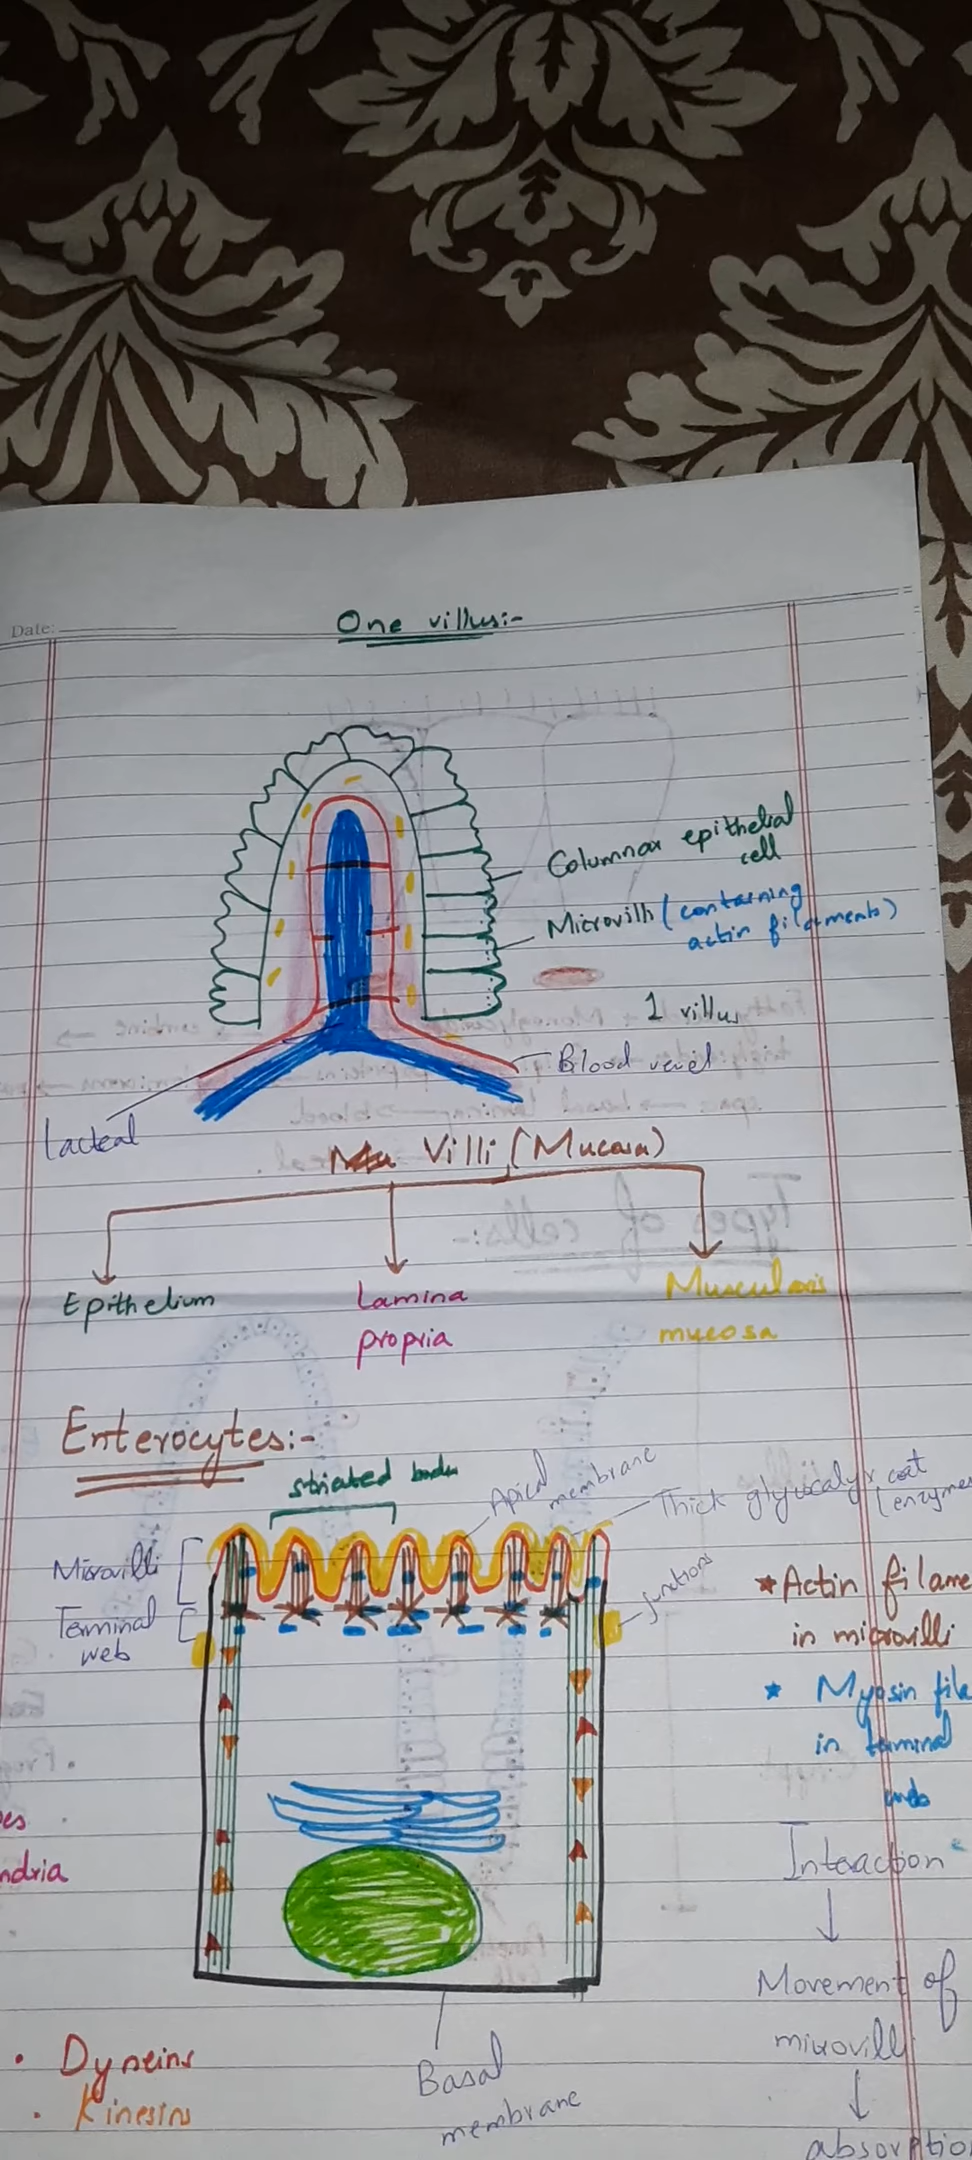 Date:
One villus:-
Columnar epithelial
cell
Microvilli (containing
actin filaments)
1 villus
Blood vessel
Lacteal
Villi (Mucosa)
Epithelium
Lamina
propria
Muscularis
mucosa
Enterocytes:-
striated border
Apical
membrane
Thick glycocalyx coat
(enzymes
Microvilli
Terminal
web
junctions
*Actin filame
in microvilli
* Myosin fila
in terminal
web
es
ndria
Interaction
Movement of
microvilli
absorption
• Dyneins
• Kinesins
Basal
membrane